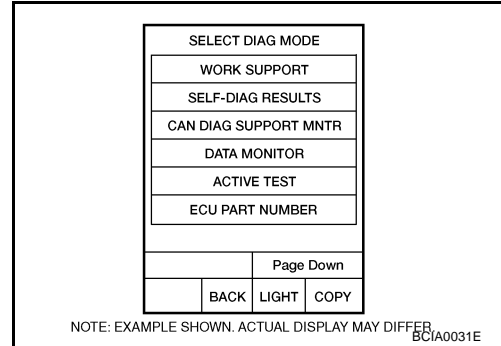 SELECT DIAG MODE
WORK SUPPORT
SELF-DIAG RESULTS
CAN DIAG SUPPORT MNTR
DATA MONITOR
ACTIVE TEST
ECU PART NUMBER
Page Down
BACK LIGHT COPY
NOTE: EXAMPLE SHOWN. ACTUAL DISPLAY MAY DIFFER.
BCIA0031E